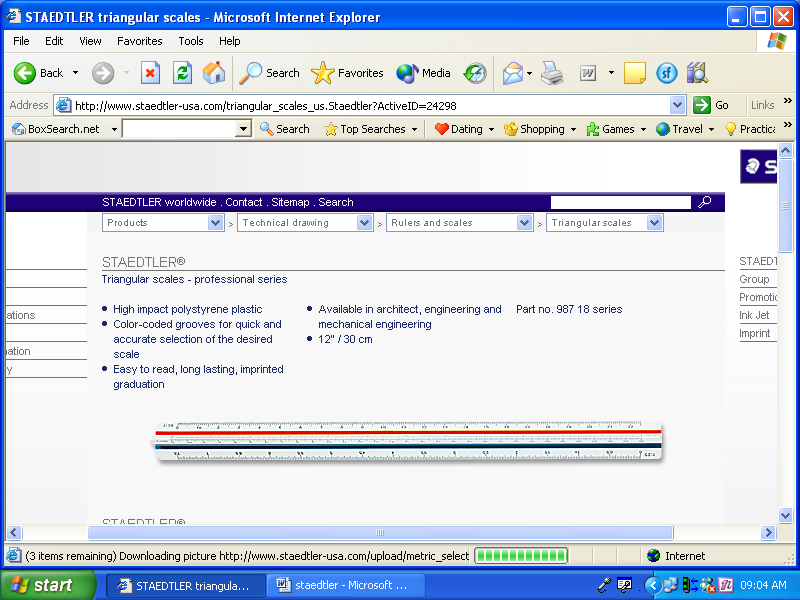 STAEDTLER triangular scales - Microsoft Internet Explorer
File Edit View Favorites Tools Help
Back Search Favorites Media
Address http://www.staedtler-usa.com/triangular_scales_us.Staedtler?ActiveID=24298 Go Links »
BoxSearch.net Search Top Searches Dating Shopping Games Travel Practica »
S
STAEDTLER worldwide . Contact . Sitemap . Search
Products > Technical drawing > Rulers and scales > Triangular scales
STAEDTLER®
Triangular scales - professional series
• High impact polystyrene plastic
• Color-coded grooves for quick and
accurate selection of the desired
scale
• Easy to read, long lasting, imprinted
graduation
• Available in architect, engineering and
mechanical engineering
• 12" / 30 cm
Part no. 987 18 series
ations
nation
y
STAEDT
Group
Promotio
Ink Jet
Imprint
STAEDTLER®
(3 items remaining) Downloading picture http://www.staedtler-usa.com/upload/metric_select Internet
start STAEDTLER triangula... staedtler - Microsoft ... 09:04 AM